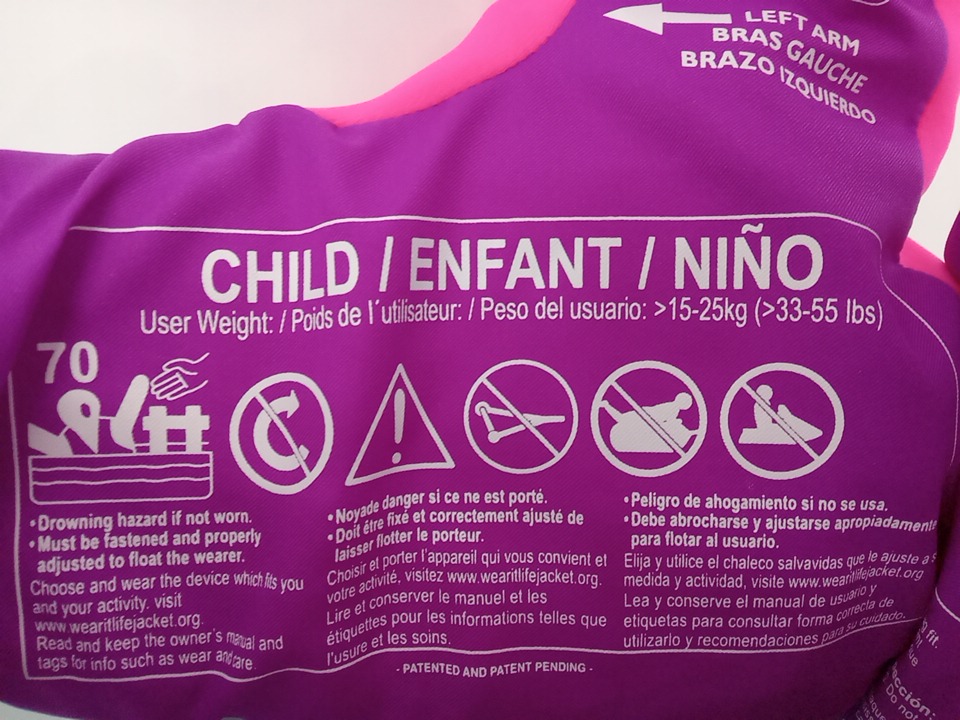 LEFT ARM
BRAS GAUCHE
BRAZO IZQUIERDO
CHILD / ENFANT / NIÑO
User Weight: / Poids de l´utilisateur: / Peso del usuario: >15-25kg (>33-55 lbs)
70
•Drowning hazard if not worn.
•Must be fastened and properly
adjusted to float the wearer.
Choose and wear the device which fits you
and your activity. visit
www.wearitlifejacket.org.
Read and keep the owner's manual and
tags for info such as wear and care.
•Noyade danger si ce ne est porté.
•Doit être fixé et correctement ajusté de
laisser flotter le porteur.
Choisir et porter l'appareil qui vous convient et
votre activité, visitez www.wearitlifejacket.org.
Lire et conserver le manuel et les
étiquettes pour les informations telles que
l'usure et les soins.
•Peligro de ahogamiento si no se usa.
•Debe abrocharse y ajustarse apropiadamente
para flotar al usuario.
Elija y utilice el chaleco salvavidas que le ajuste a s
medida y actividad, visite www.wearitlifejacket.org
Lea y conserve el manual de usuario y
etiquetas para consultar forma correcta de
utilizarlo y recomendaciones para su cuidado.
- PATENTED AND PATENT PENDING -
fit.
cción:
Do no